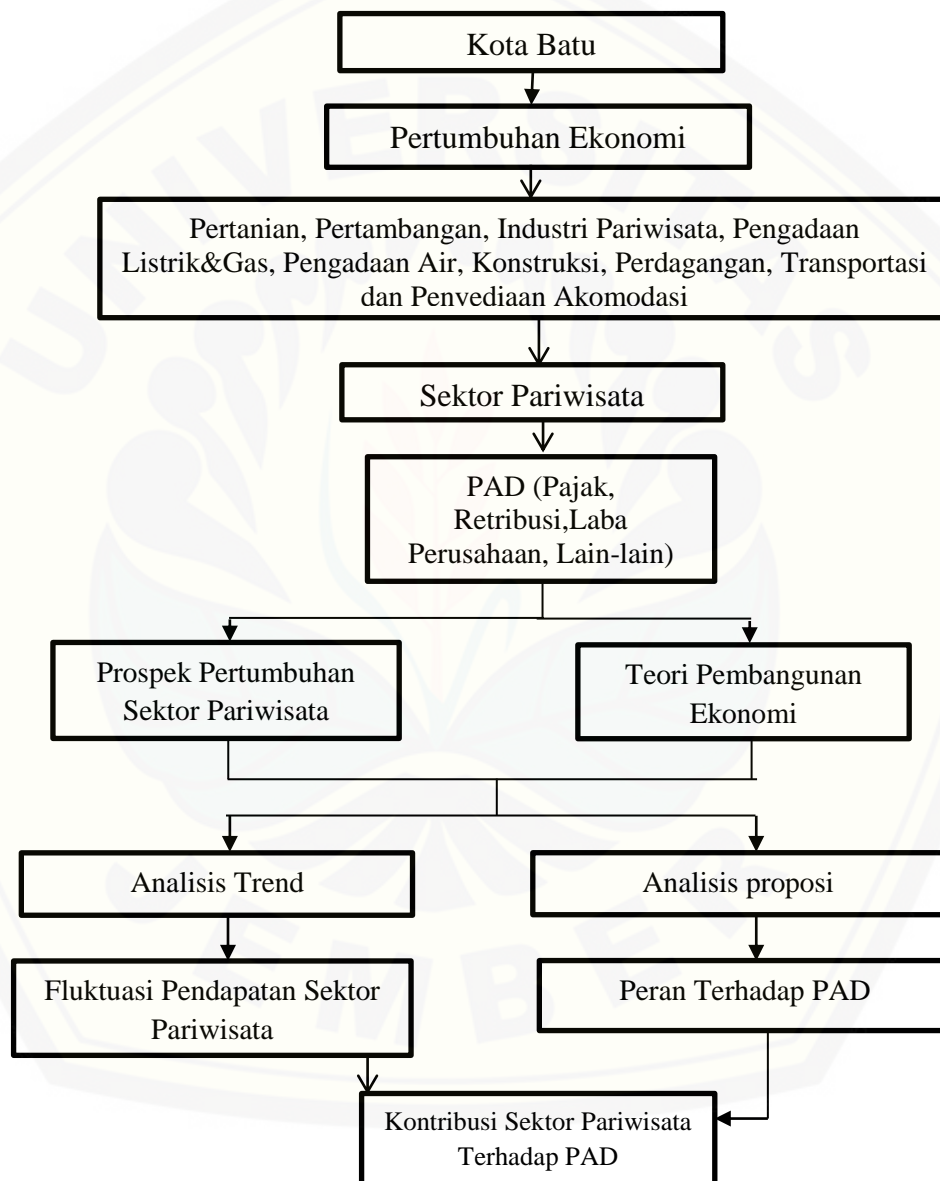 Kota Batu
Pertumbuhan Ekonomi
Pertanian, Pertambangan, Industri Pariwisata, Pengadaan
Listrik&Gas, Pengadaan Air, Konstruksi, Perdagangan, Transportasi
dan Penvediaan Akomodasi
Sektor Pariwisata
PAD (Pajak,
Retribusi,Laba
Perusahaan, Lain-lain)
Prospek Pertumbuhan
Sektor Pariwisata
Teori Pembangunan
Ekonomi
Analisis Trend
Analisis proposi
Fluktuasi Pendapatan Sektor
Pariwisata
Peran Terhadap PAD
Kontribusi Sektor Pariwisata
Terhadap PAD
UNIVERSITAS
JEMBER